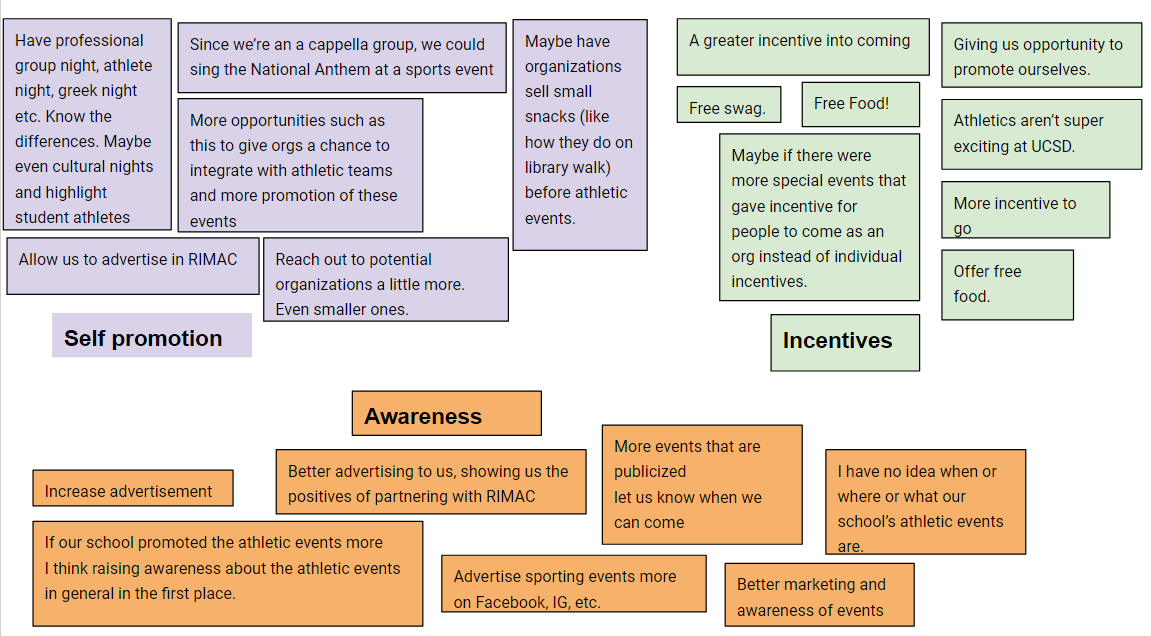 Have professional
group night, athlete
night, greek night
etc. Know the
differences. Maybe
even cultural nights
and highlight
student athletes
Since we’re an a cappella group, we could
sing the National Anthem at a sports event
More opportunities such as
this to give orgs a chance to
integrate with athletic teams
and more promotion of these
events
Maybe have
organizations
sell small
snacks (like
how they do on
library walk)
before athletic
events.
Allow us to advertise in RIMAC
Reach out to potential
organizations a little more.
Even smaller ones.
Self promotion
A greater incentive into coming
Free swag.
Free Food!
Maybe if there were
more special events that
gave incentive for
people to come as an
org instead of individual
incentives.
Giving us opportunity to
promote ourselves.
Athletics aren’t super
exciting at UCSD.
More incentive to
go
Offer free
food.
Incentives
Awareness
Increase advertisement
Better advertising to us, showing us the
positives of partnering with RIMAC
More events that are
publicized
let us know when we
can come
I have no idea when or
where or what our
school’s athletic events
are.
If our school promoted the athletic events more
I think raising awareness about the athletic events
in general in the first place.
Advertise sporting events more
on Facebook, IG, etc.
Better marketing and
awareness of events